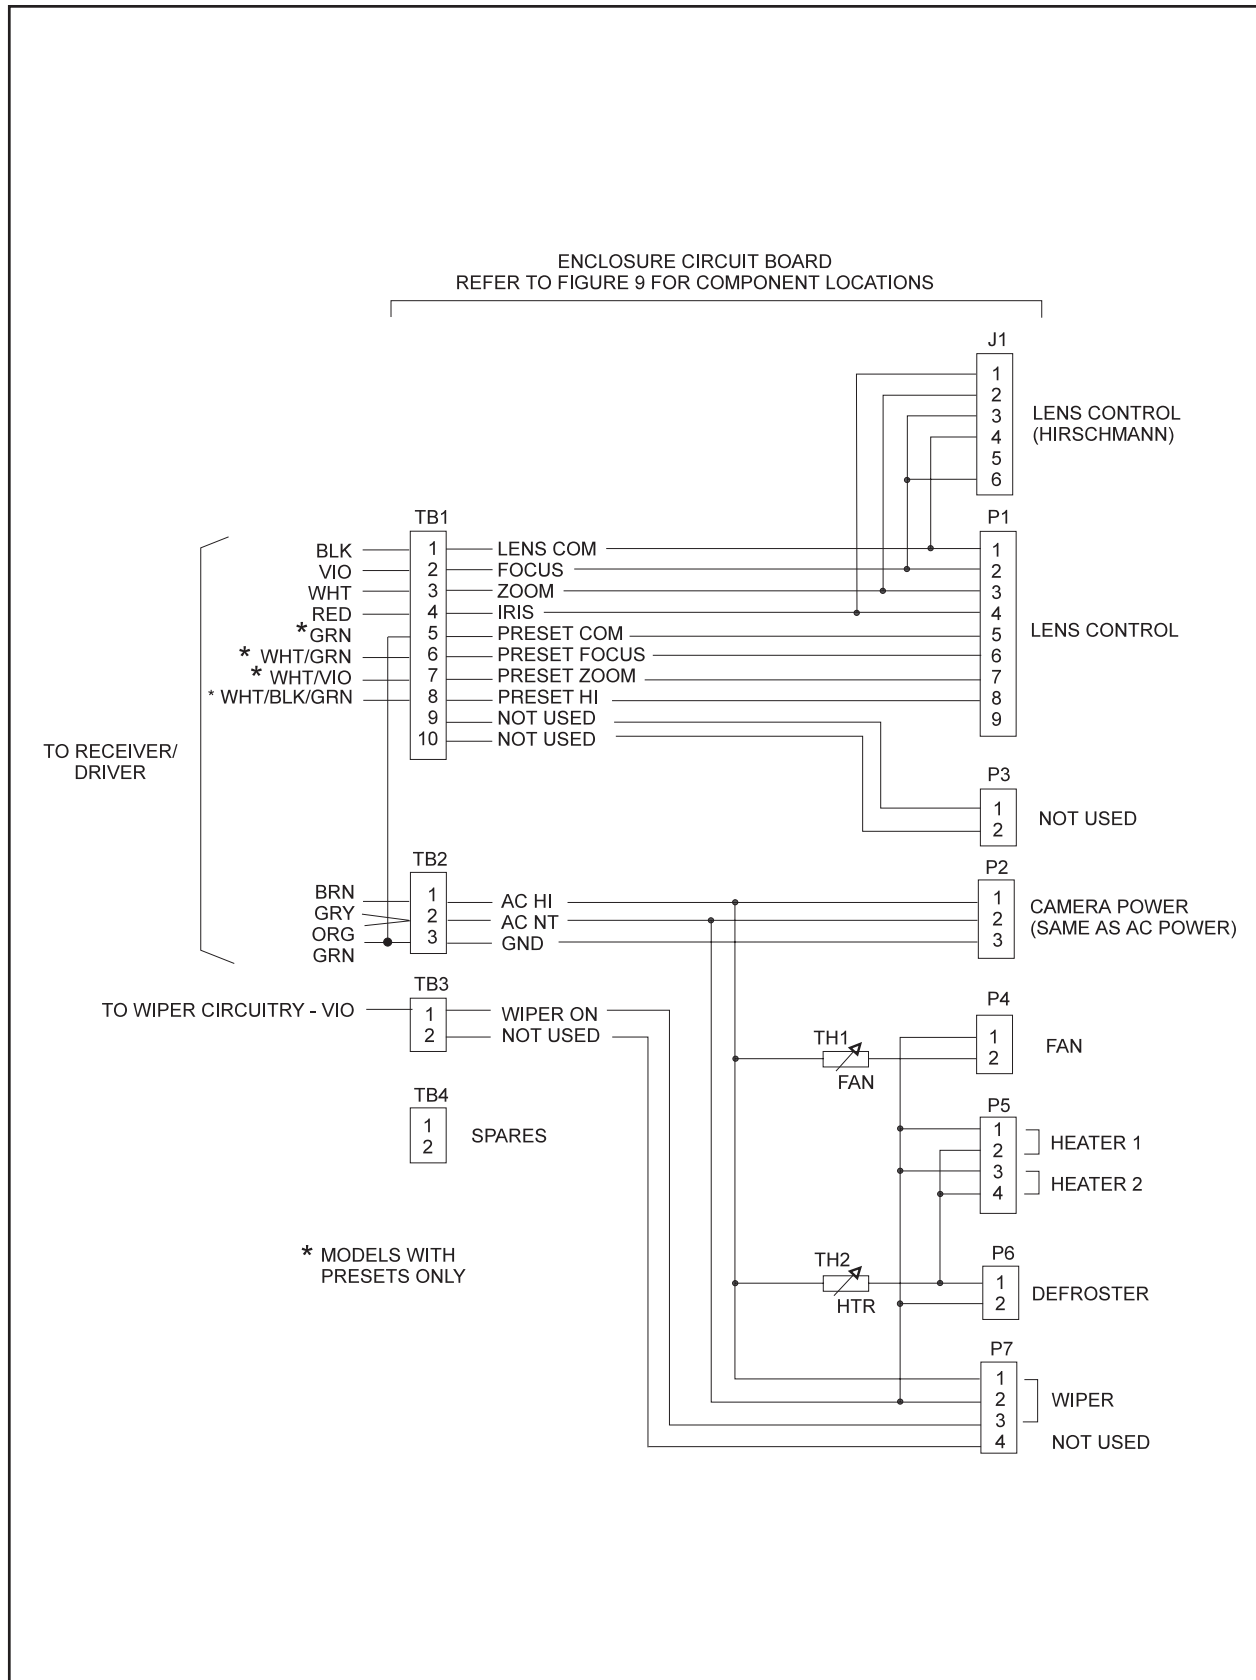 ENCLOSURE CIRCUIT BOARD
REFER TO FIGURE 9 FOR COMPONENT LOCATIONS
J1
1
2
3
4
5
6
LENS CONTROL
(HIRSCHMANN)
TB1
P1
BLK 1 LENS COM 1
VIO 2 FOCUS 2
WHT 3 ZOOM 3
RED 4 IRIS 4
* GRN 5 PRESET COM 5
* WHT/GRN 6 PRESET FOCUS 6
* WHT/VIO 7 PRESET ZOOM 7
* WHT/BLK/GRN 8 PRESET HI 8
9 NOT USED 9
10 NOT USED
LENS CONTROL
TO RECEIVER/
DRIVER
P3
1
2
NOT USED
TB2
P2
BRN 1 AC HI 1
GRY 2 AC NT 2
ORG 3 GND 3
GRN
CAMERA POWER
(SAME AS AC POWER)
TB3
TO WIPER CIRCUITRY - VIO 1 WIPER ON
2 NOT USED
P4
1
2
FAN
TH1
FAN
TB4
1
2
SPARES
P5
1
2
3
4
HEATER 1
HEATER 2
* MODELS WITH
PRESETS ONLY
TH2
HTR
P6
1
2
DEFROSTER
P7
1
2
3
4
WIPER
NOT USED